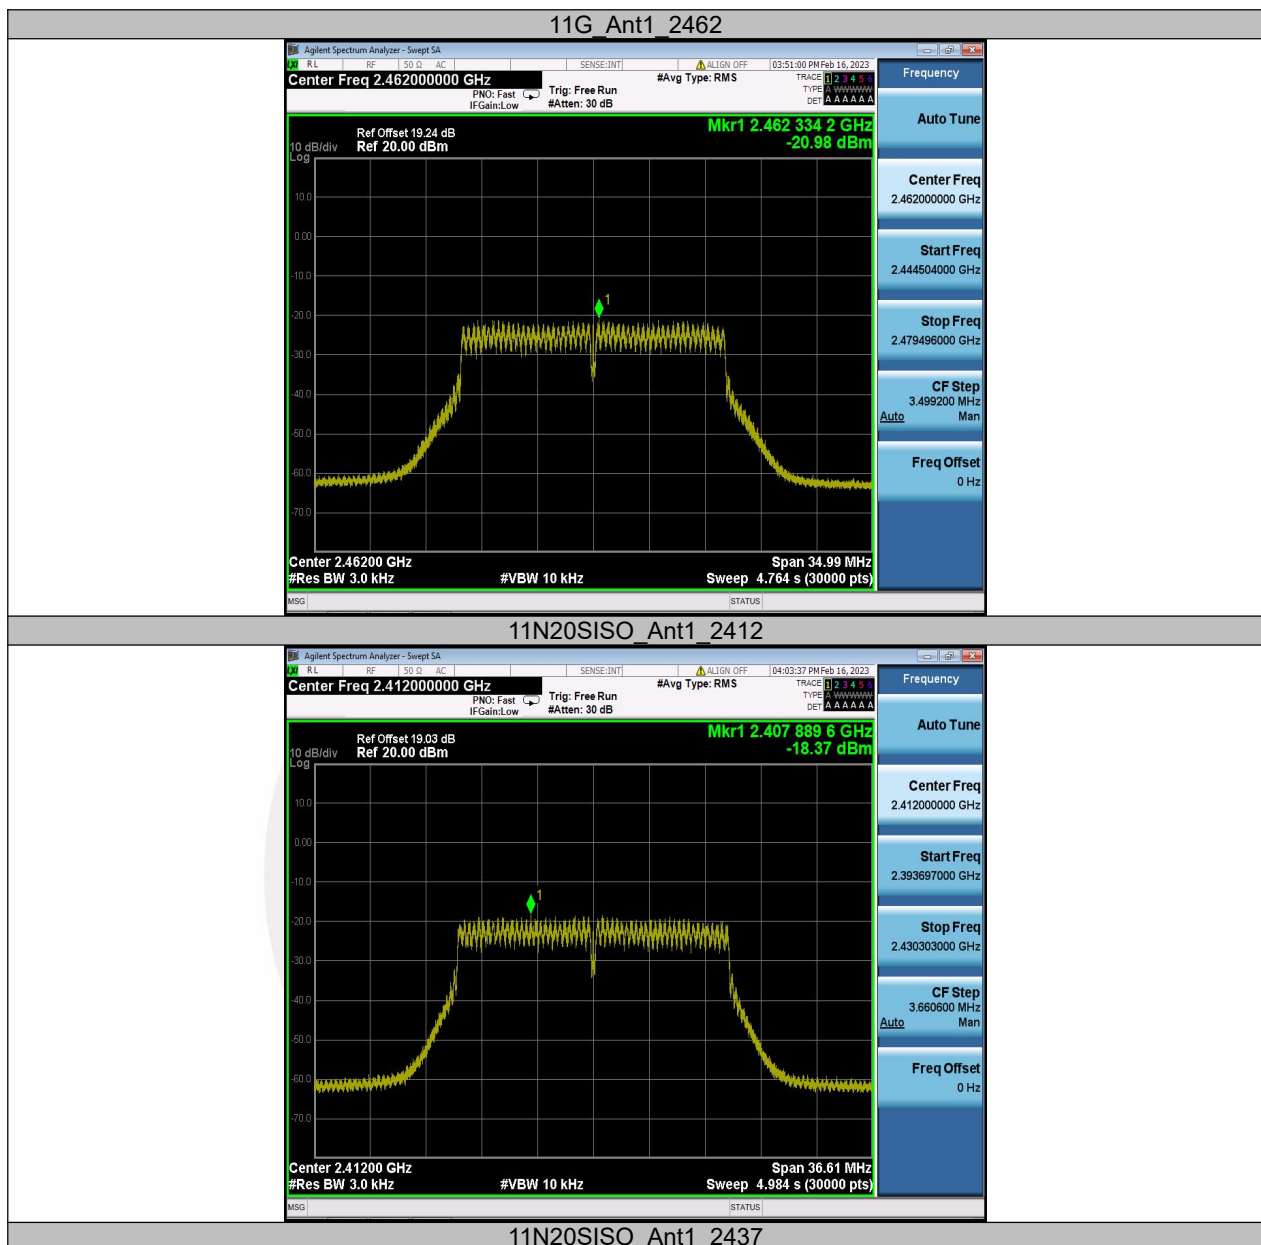 11G_Ant1_2462
Agilent Spectrum Analyzer - Swept SA
LXI RL RF 50 Ω AC SENSE:INT ALIGN OFF 03:51:00 PM Feb 16, 2023
Center Freq 2.462000000 GHz
PNO: Fast
IFGain:Low
Trig: Free Run
#Atten: 30 dB
#Avg Type: RMS
TRACE 1 2 3 4 5 6
TYPE A WWWWW
DET A A A A A A
Mkr1 2.462 334 2 GHz
-20.98 dBm
Ref Offset 19.24 dB
10 dB/div Ref 20.00 dBm
Log
10.0
0.00
-10.0
-20.0
-30.0
-40.0
-50.0
-60.0
-70.0
1
Center 2.46200 GHz Span 34.99 MHz
#Res BW 3.0 kHz #VBW 10 kHz Sweep 4.764 s (30000 pts)
MSG STATUS
Frequency
Auto Tune
Center Freq
2.462000000 GHz
Start Freq
2.444504000 GHz
Stop Freq
2.479496000 GHz
CF Step
3.499200 MHz
Auto Man
Freq Offset
0 Hz
11N20SISO_Ant1_2412
Agilent Spectrum Analyzer - Swept SA
LXI RL RF 50 Ω AC SENSE:INT ALIGN OFF 04:03:37 PM Feb 16, 2023
Center Freq 2.412000000 GHz
PNO: Fast
IFGain:Low
Trig: Free Run
#Atten: 30 dB
#Avg Type: RMS
TRACE 1 2 3 4 5 6
TYPE A WWWWW
DET A A A A A A
Mkr1 2.407 889 6 GHz
-18.37 dBm
Ref Offset 19.03 dB
10 dB/div Ref 20.00 dBm
Log
10.0
0.00
-10.0
-20.0
-30.0
-40.0
-50.0
-60.0
-70.0
1
Center 2.41200 GHz Span 36.61 MHz
#Res BW 3.0 kHz #VBW 10 kHz Sweep 4.984 s (30000 pts)
MSG STATUS
Frequency
Auto Tune
Center Freq
2.412000000 GHz
Start Freq
2.393697000 GHz
Stop Freq
2.430303000 GHz
CF Step
3.660600 MHz
Auto Man
Freq Offset
0 Hz
11N20SISO_Ant1_2437